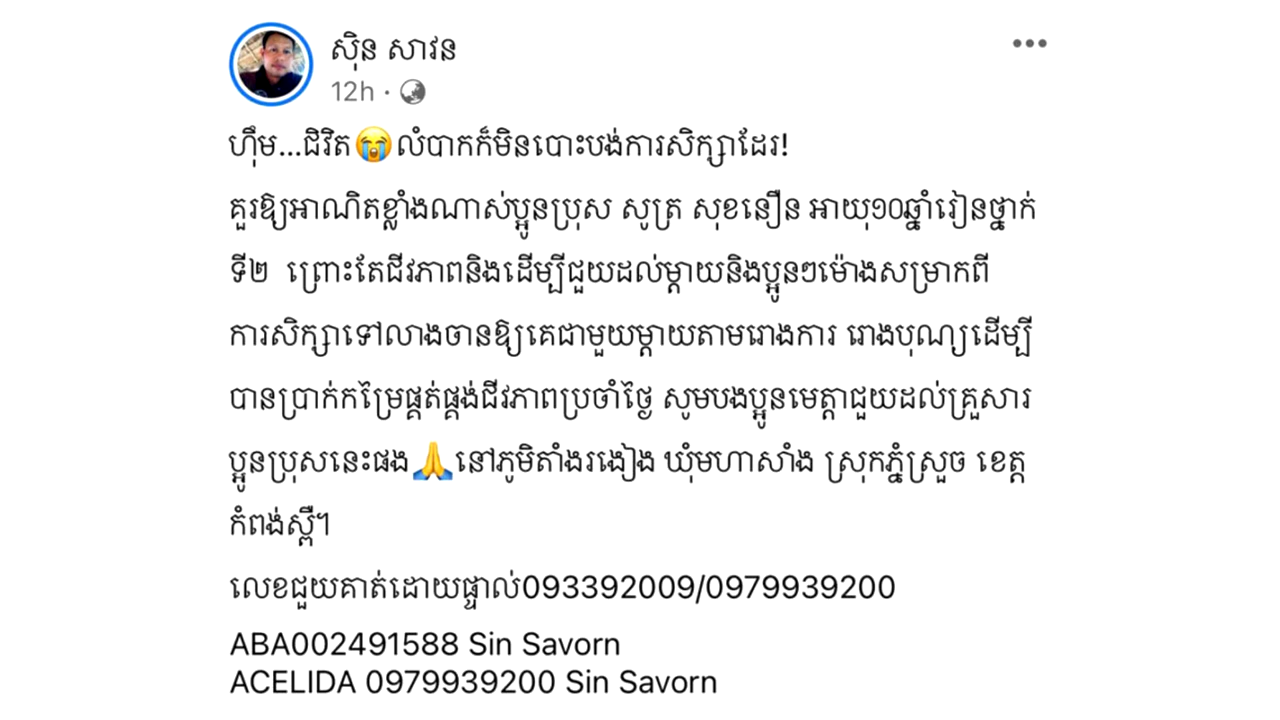 ស៊ិន សាវន
12h ·
ហ៊ឹម...ជិវិត😭លំបាកក៏មិនបោះបង់ការសិក្សាដែរ!
គួរឱ្យអាណិតខ្លាំងណាស់ប្អូនប្រុស សូត្រ សុខនឿន អាយុ១០ឆ្នាំរៀនថ្នាក់
ទី២ ព្រោះតែជីវភាពនិងដើម្បីជួយដល់ម្ដាយនិងប្អូនៗម៉ោងសម្រាកពី
ការសិក្សាទៅលាងចានឱ្យគេជាមួយម្ដាយតាមរោងការ រោងបុណ្យដើម្បី
បានប្រាក់កម្រៃផ្គត់ផ្គង់ជីវភាពប្រចាំថ្ងៃ សូមបងប្អូនមេត្តាជួយដល់គ្រួសារ
ប្អូនប្រុសនេះផង🙏នៅភូមិតាំងរងៀង ឃុំមហាសាំង ស្រុកភ្នំស្រួច ខេត្ត
កំពង់ស្ពឺ។
លេខជួយគាត់ដោយផ្ទាល់093392009/0979939200
ABA002491588 Sin Savorn
ACELIDA 0979939200 Sin Savorn